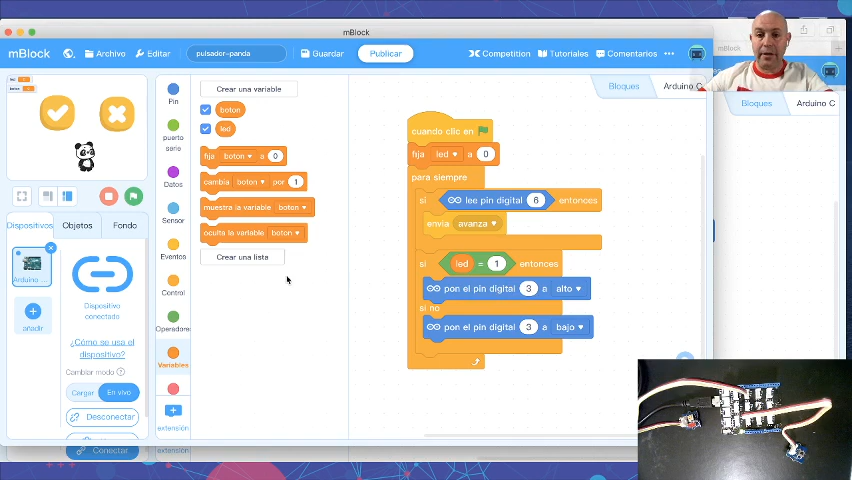 mBlock
mBlock
Archivo
Editar
pulsador-panda
Guardar
Publicar
Competition
Tutoriales
Comentarios
led
boton
Pin
puerto serie
Datos
Sensor
Eventos
Control
Operadores
Variables
extensión
extensión
Crear una variable
boton
led
fija boton a 0
cambia boton por 1
muestra la variable boton
oculta la variable boton
Crear una lista
Bloques
Arduino C
cuando clic en
fija led a 0
para siempre
si lee pin digital 6 entonces
envía avanza
si led = 1 entonces
pon el pin digital 3 a alto
si no
pon el pin digital 3 a bajo
Dispositivos
Objetos
Fondo
Arduino ...
añadir
Dispositivo conectado
¿Cómo se usa el dispositivo?
Cambiar modo
Cargar
En vivo
Desconectar
Conectar
mBlock
Bloques
Arduino C